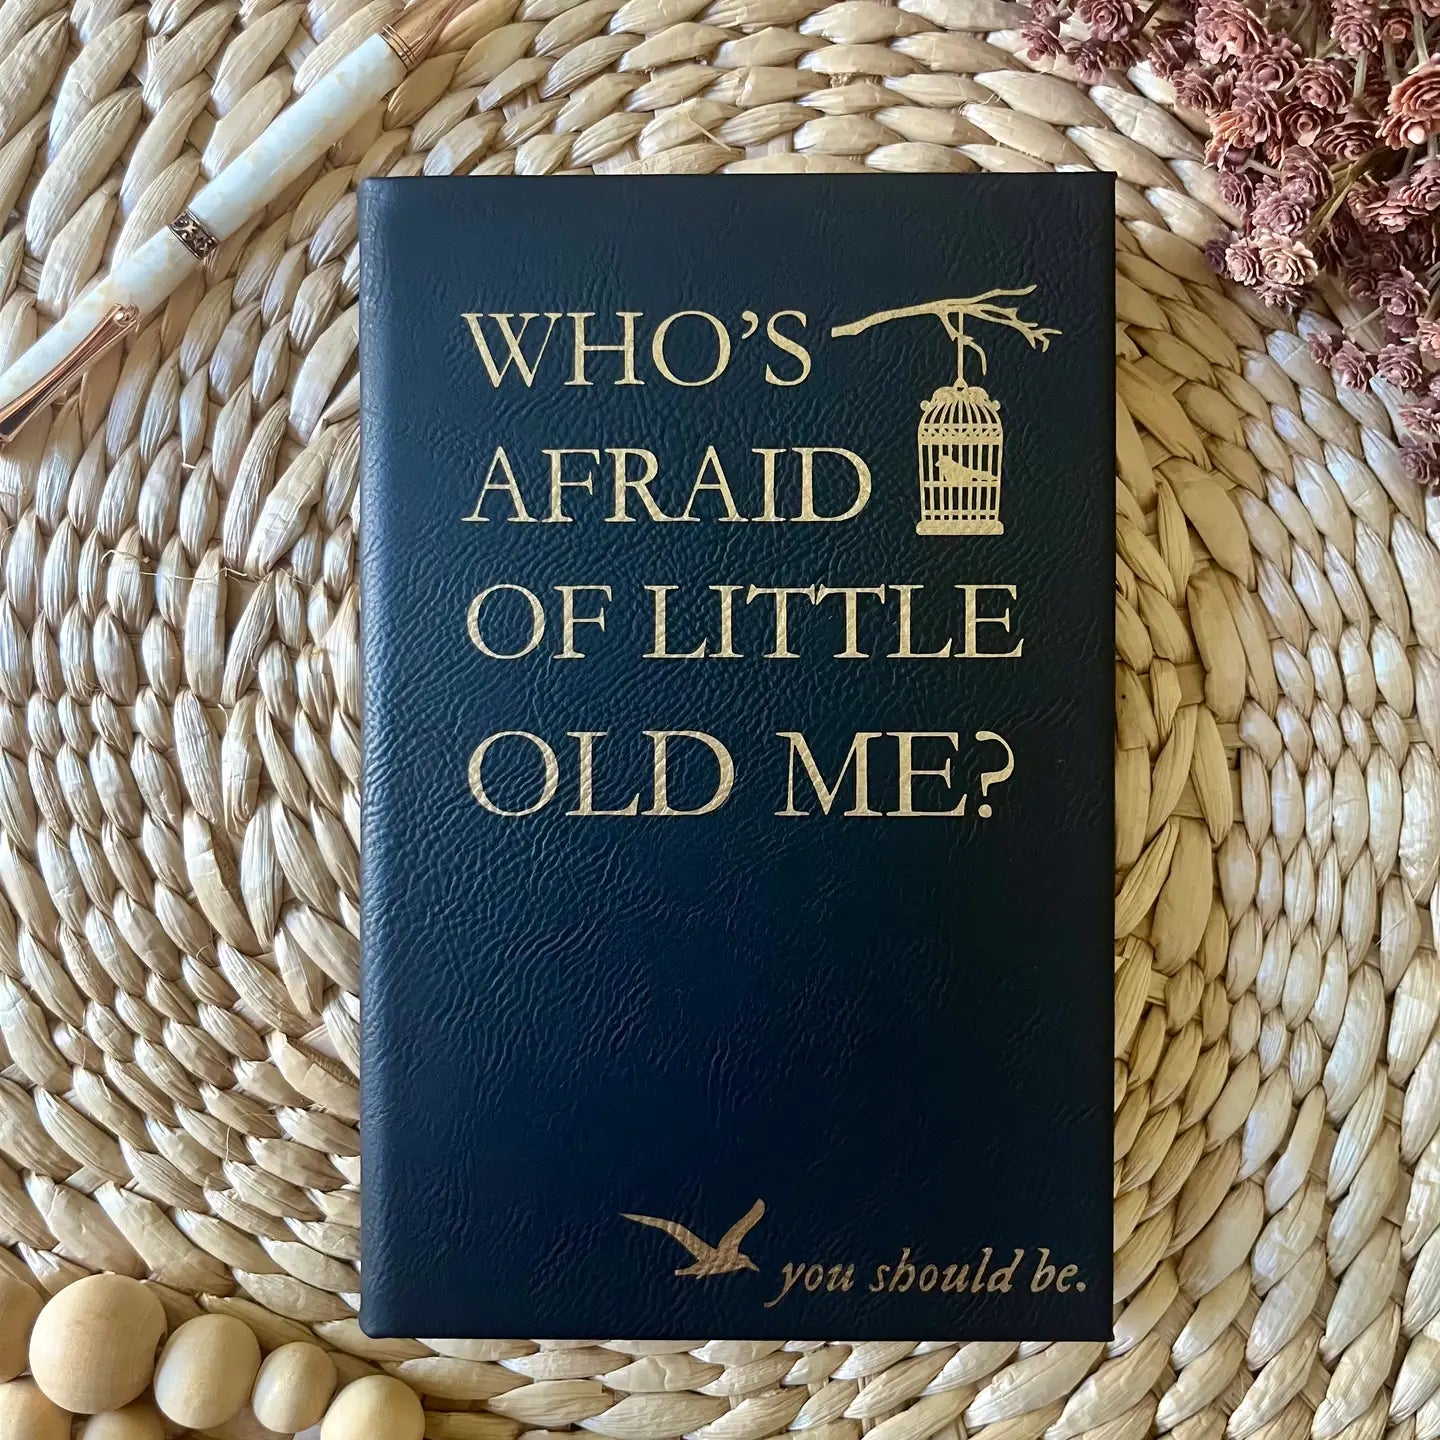 WHO'S
AFRAID
OF LITTLE
OLD ME?
you should be.